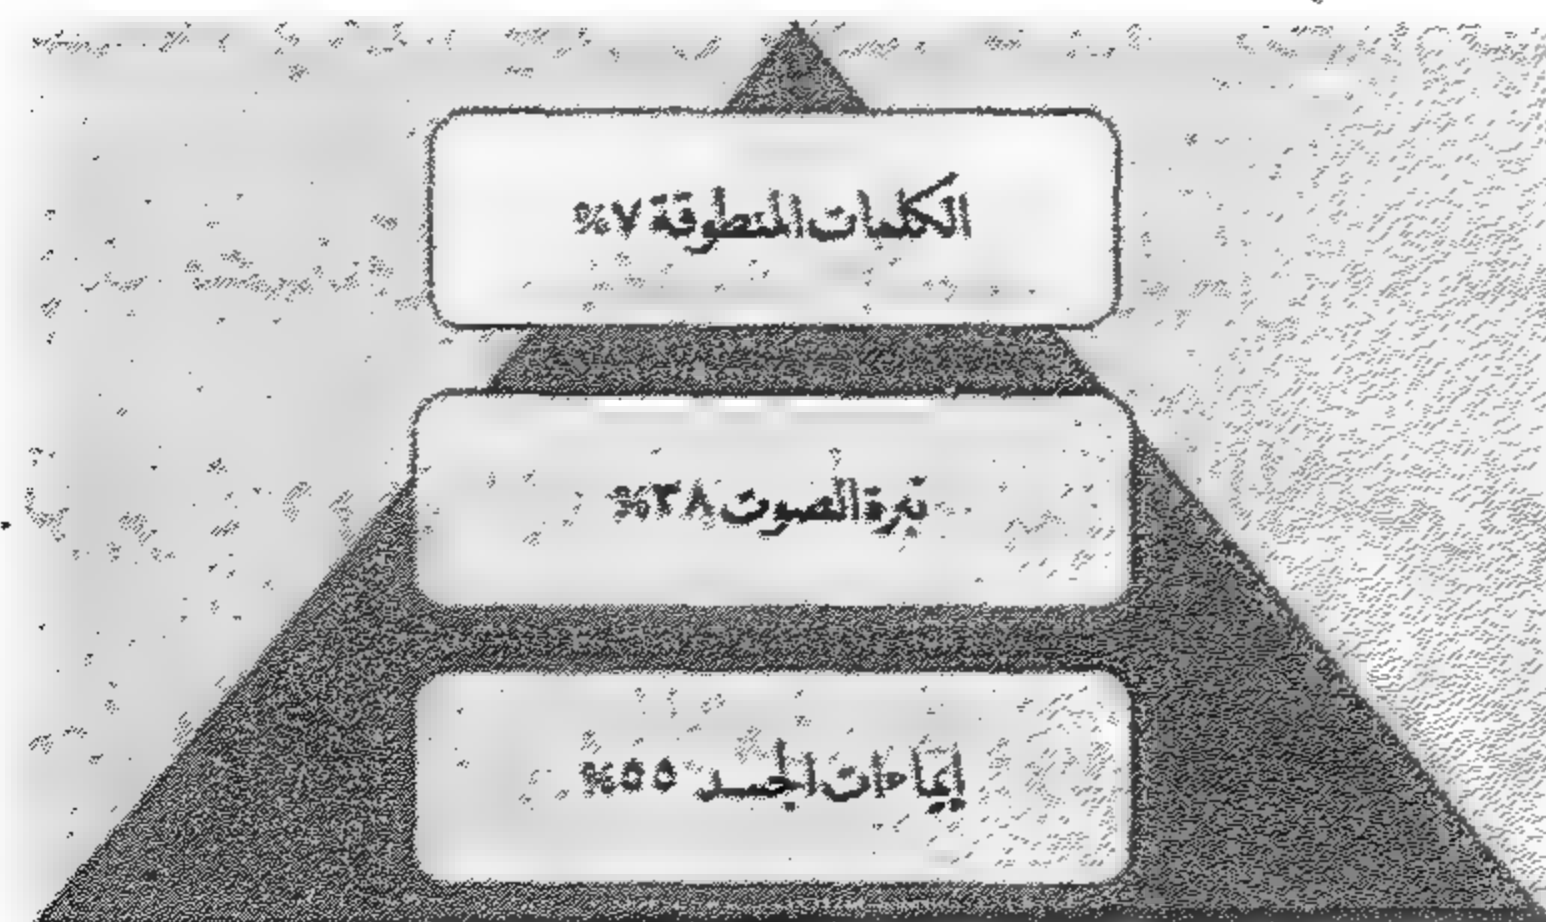 الكلمات المنطوقة ٧%
نبرة الصوت ٣٨%
إيماءات الجسد ٥٥%